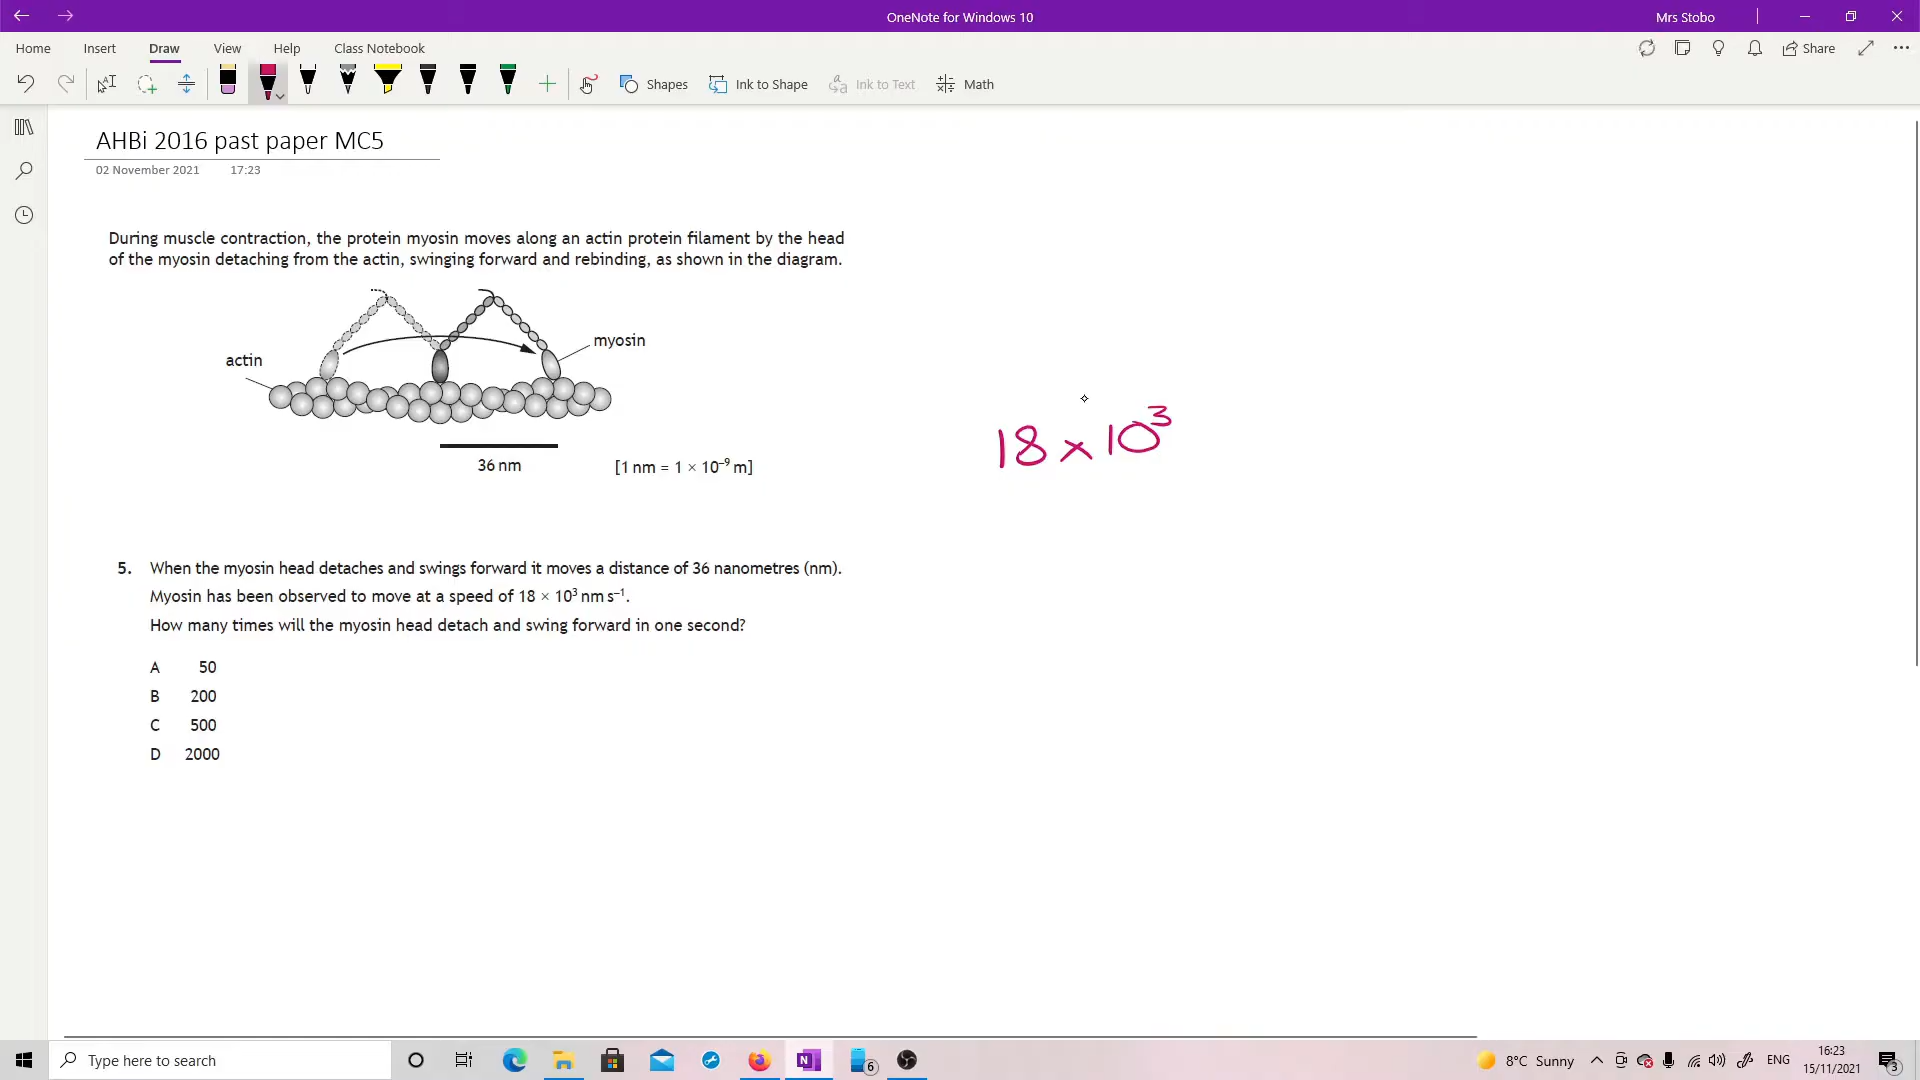 OneNote for Windows 10
Mrs Stobo
Home Insert Draw View Help Class Notebook
Share
Shapes
Ink to Shape
Ink to Text
Math
AHBi 2016 past paper MC5
02 November 2021 17:23
During muscle contraction, the protein myosin moves along an actin protein filament by the head
of the myosin detaching from the actin, swinging forward and rebinding, as shown in the diagram.
myosin
actin
36 nm
[1 nm = 1 × 10⁻⁹ m]
18 × 10³
5. When the myosin head detaches and swings forward it moves a distance of 36 nanometres (nm).
Myosin has been observed to move at a speed of 18 × 10³ nm s⁻¹.
How many times will the myosin head detach and swing forward in one second?
A 50
B 200
C 500
D 2000
Type here to search
6
8°C Sunny
ENG
16:23
15/11/2021
3